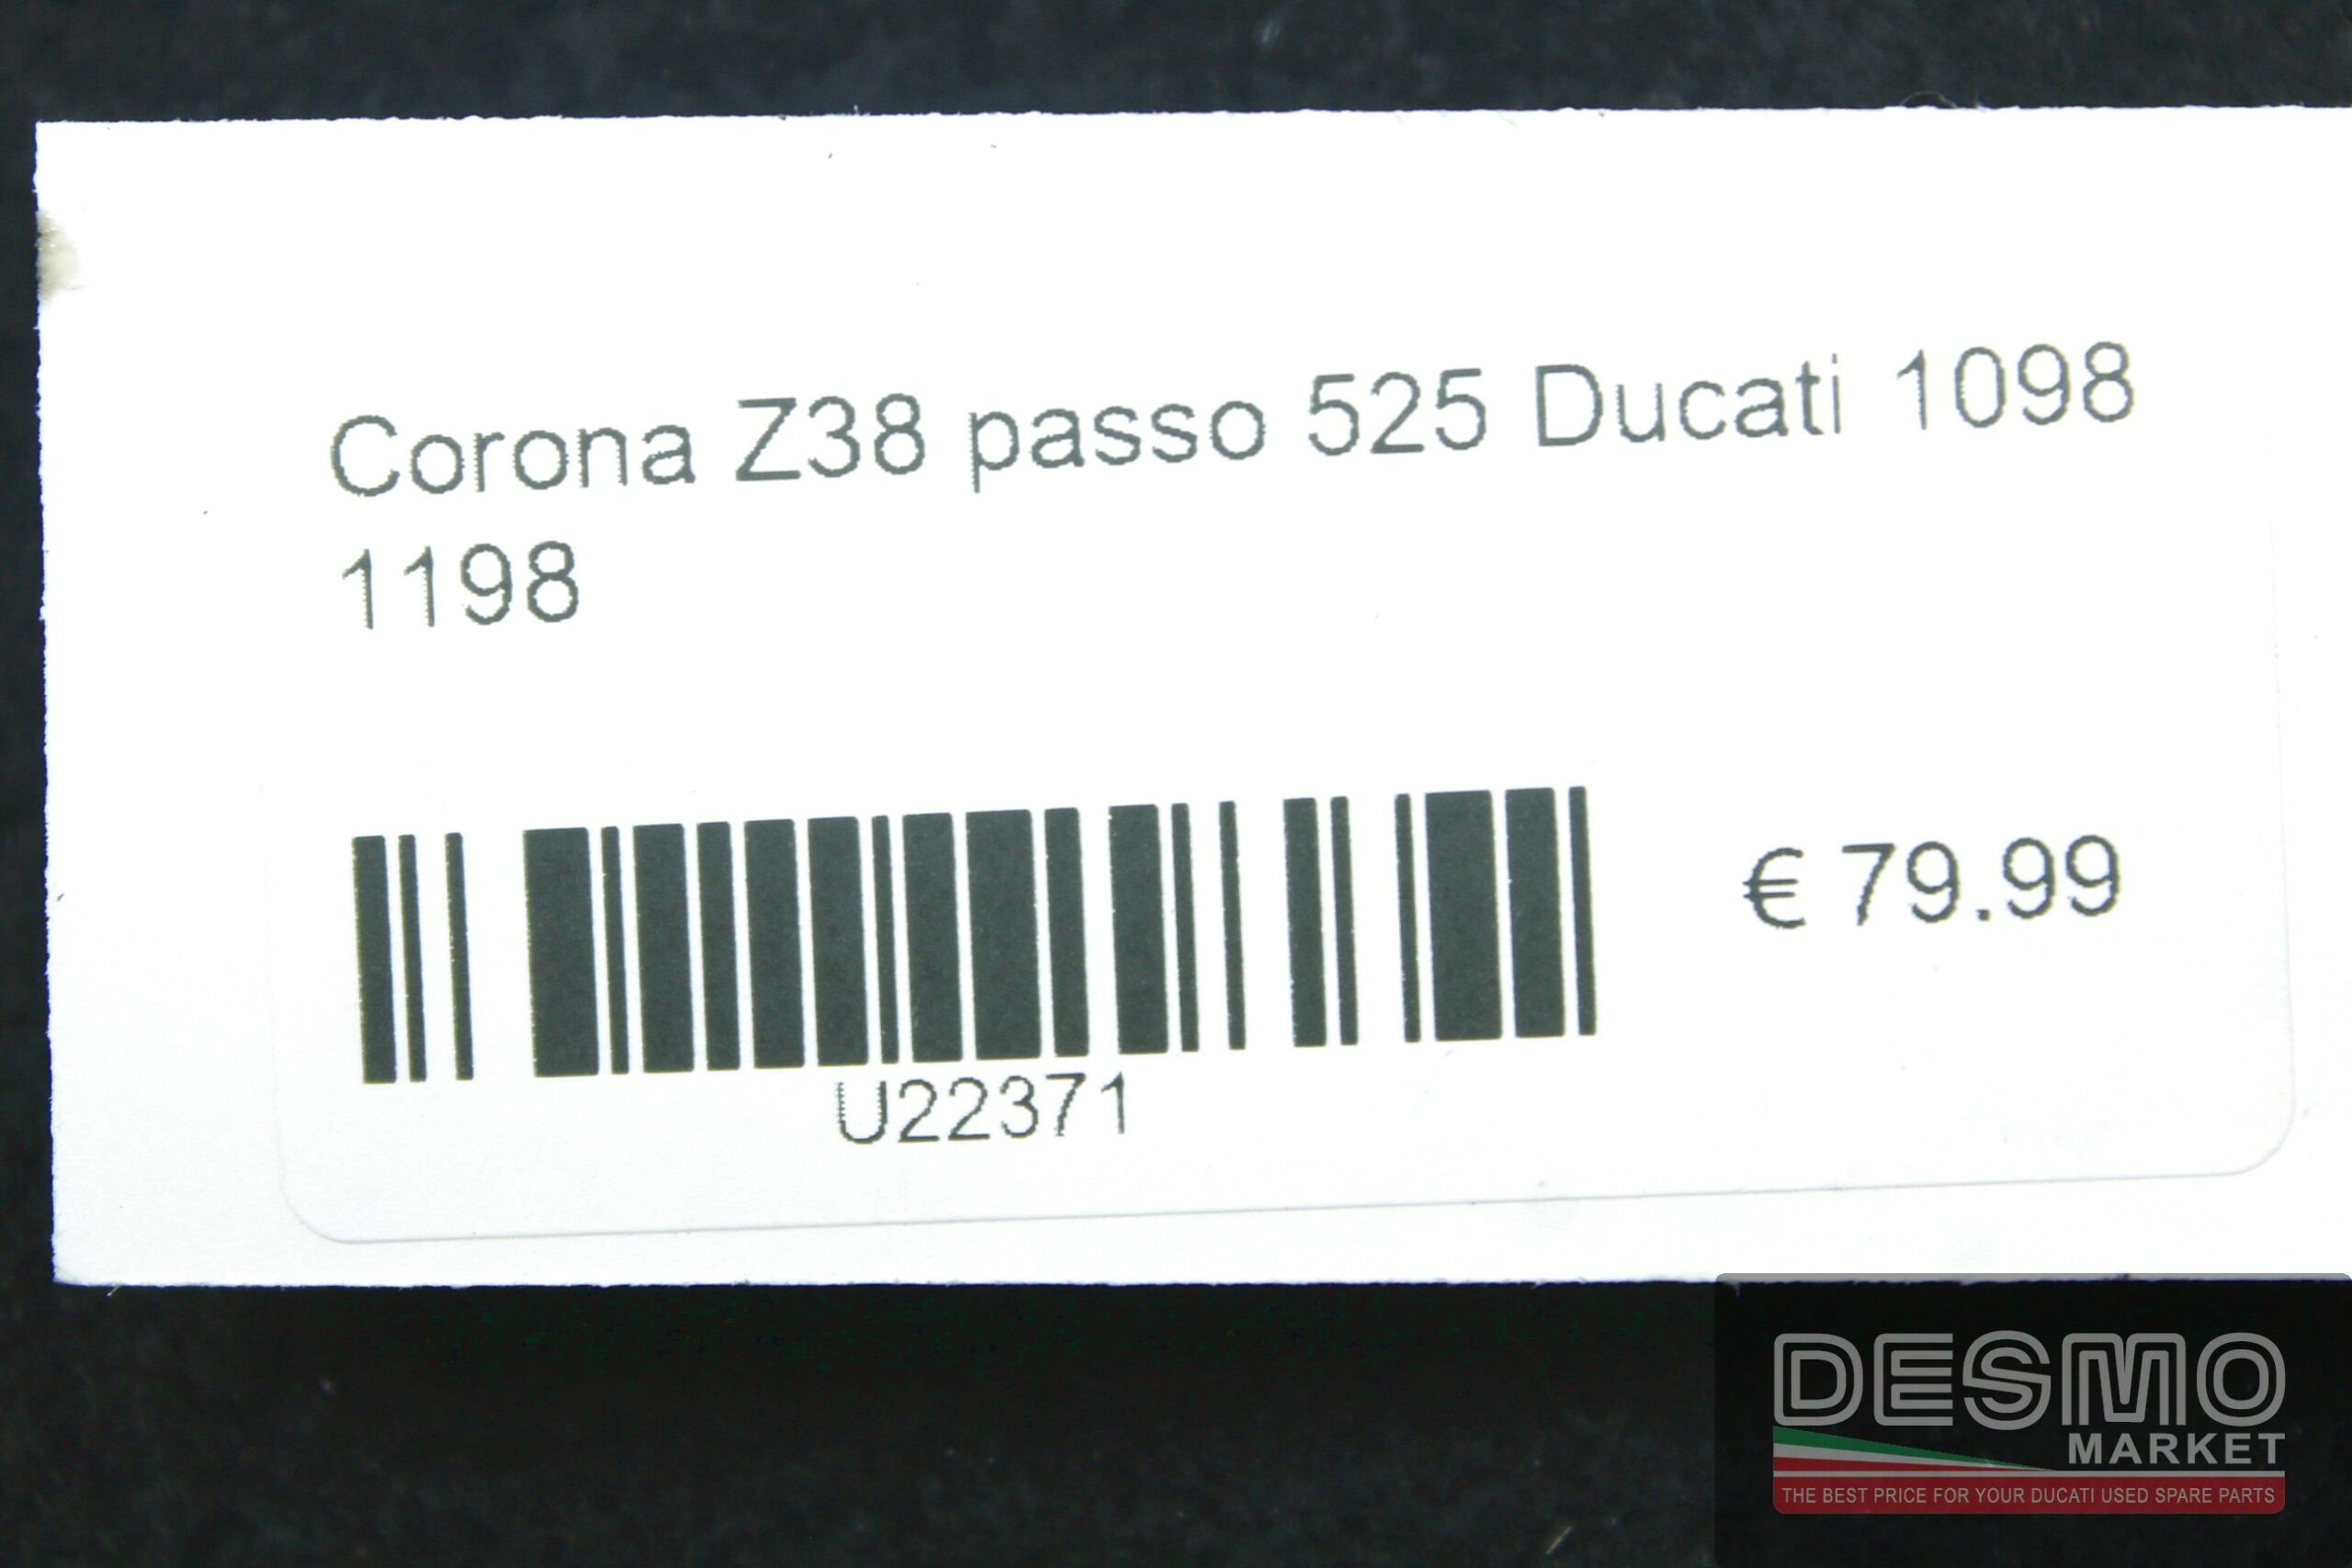 Corona Z38 passo 525 Ducati 1098
1198
€ 79.99
U22371
DESMO
MARKET
THE BEST PRICE FOR YOUR DUCATI USED SPARE PARTS